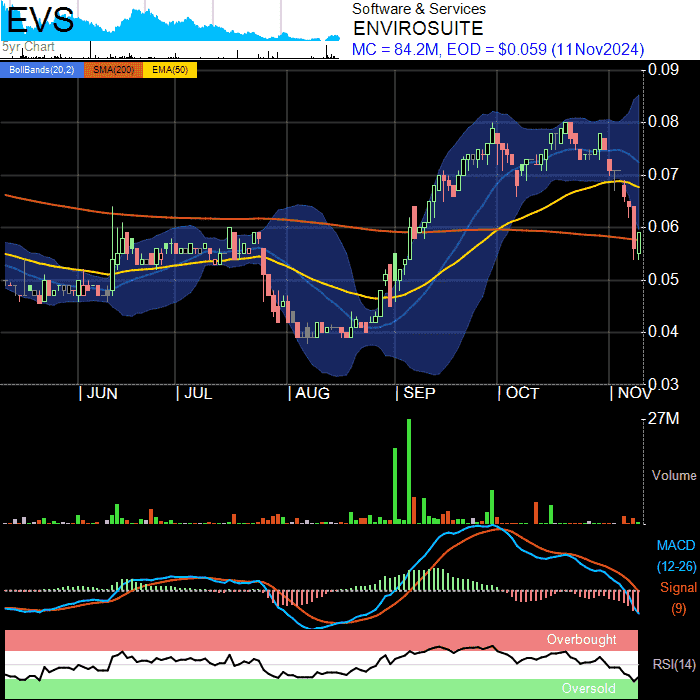 EVS
5yr Chart
Software & Services
ENVIROSUITE
MC = 84.2M, EOD = $0.059 (11Nov2024)
BollBands(20,2) SMA(200) EMA(50)
0.09
0.08
0.07
0.06
0.05
0.04
0.03
| JUN | JUL | AUG | SEP | OCT | NOV
27M
Volume
MACD
(12-26)
Signal
(9)
Overbought
RSI(14)
Oversold